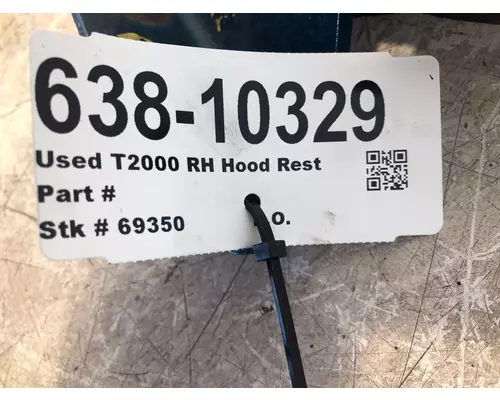 638-10329
Used T2000 RH Hood Rest
Part #
Stk # 69350 O.